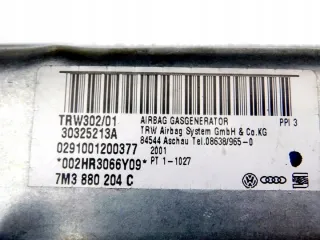 TRW302/01
30325213A
0291001200377
*002HR3066Y09*
7M3 880 204 C
AIRBAG GASGENERATOR PPI 3
TRW Airbag System GmbH & Co.KG
84544 Aschau Tel.08638/965-0
2001
PT 1-1027